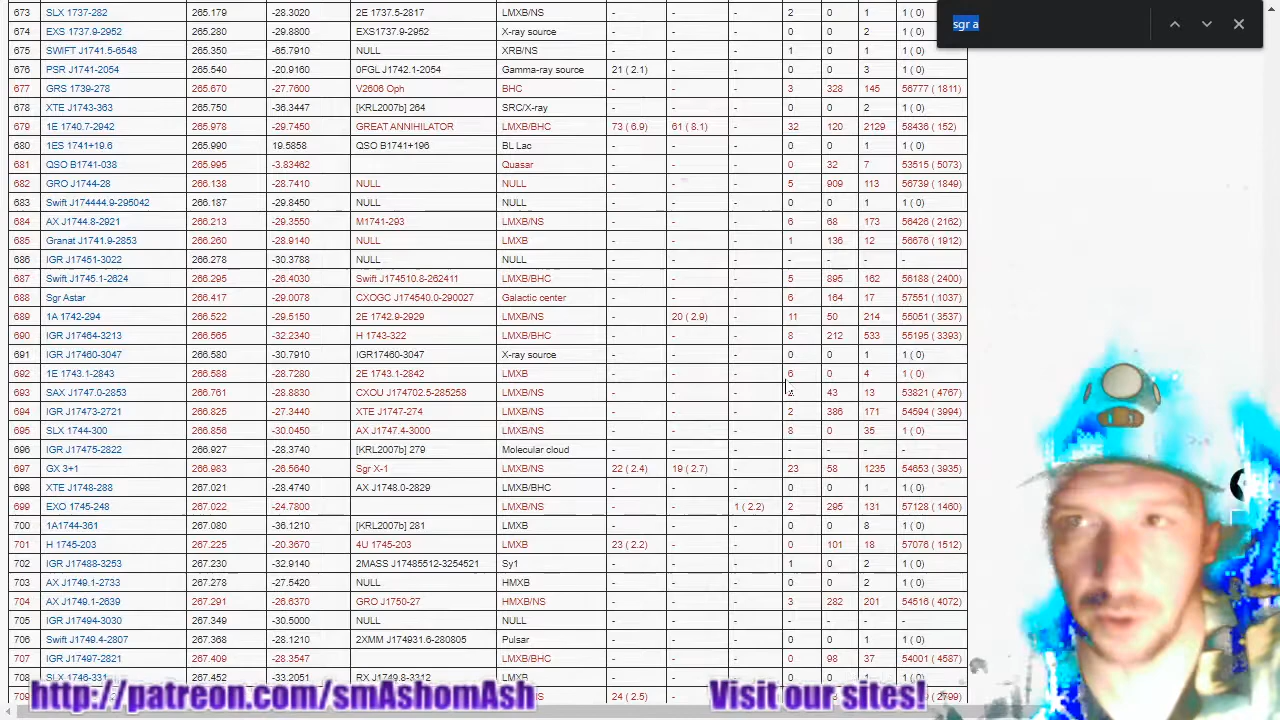 sgr a
673 SLX 1737-282 265.179 -28.3020 2E 1737.5-2817 LMXB/NS - - - 2 0 1 1 ( 0)
674 EXS 1737.9-2952 265.280 -29.8800 EXS1737.9-2952 X-ray source - - - 0 0 2 1 ( 0)
675 SWIFT J1741.5-6548 265.350 -65.7910 NULL XRB/NS - - - 1 0 1 1 ( 0)
676 PSR J1741-2054 265.540 -20.9160 0FGL J1742.1-2054 Gamma-ray source 21 ( 2.1) - - 0 0 3 1 ( 0)
677 GRS 1739-278 265.670 -27.7600 V2606 Oph BHC - - - 3 328 145 56777 ( 1811)
678 XTE J1743-363 265.750 -36.3447 [KRL2007b] 264 SRC/X-ray - - - 0 0 2 1 ( 0)
679 1E 1740.7-2942 265.978 -29.7450 GREAT ANNIHILATOR LMXB/BHC 73 ( 6.9) 61 ( 8.1) - 32 120 2129 58436 ( 152)
680 1ES 1741+19.6 265.990 19.5858 QSO B1741+196 BL Lac - - - 0 0 1 1 ( 0)
681 QSO B1741-038 265.995 -3.83462 Quasar - - - 0 32 7 53515 ( 5073)
682 GRO J1744-28 266.138 -28.7410 NULL NULL - - - 5 909 113 56739 ( 1849)
683 Swift J174444.9-295042 266.187 -29.8450 NULL NULL - - - 0 0 1 1 ( 0)
684 AX J1744.8-2921 266.213 -29.3550 M1741-293 LMXB/NS - - - 6 68 173 56426 ( 2162)
685 Granat J1741.9-2853 266.260 -28.9140 NULL LMXB - - - 1 136 12 56676 ( 1912)
686 IGR J17451-3022 266.278 -30.3788 NULL NULL - - - - - - -
687 Swift J1745.1-2624 266.295 -26.4030 Swift J174510.8-262411 LMXB/BHC - - - 5 895 162 56188 ( 2400)
688 Sgr Astar 266.417 -29.0078 CXOGC J174540.0-290027 Galactic center - - - 6 164 17 57551 ( 1037)
689 1A 1742-294 266.522 -29.5150 2E 1742.9-2929 LMXB/NS - 20 ( 2.9) - 11 50 214 55051 ( 3537)
690 IGR J17464-3213 266.565 -32.2340 H 1743-322 LMXB/BHC - - - 8 212 533 55195 ( 3393)
691 IGR J17460-3047 266.580 -30.7910 IGR17460-3047 X-ray source - - - 0 0 1 1 ( 0)
692 1E 1743.1-2843 266.588 -28.7280 2E 1743.1-2842 LMXB - - - 6 0 4 1 ( 0)
693 SAX J1747.0-2853 266.761 -28.8830 CXOU J174702.5-285258 LMXB/NS - - - 43 13 53821 ( 4767)
694 IGR J17473-2721 266.825 -27.3440 XTE J1747-274 LMXB/NS - - - 2 386 171 54594 ( 3994)
695 SLX 1744-300 266.856 -30.0450 AX J1747.4-3000 LMXB/NS - - - 8 0 35 1 ( 0)
696 IGR J17475-2822 266.927 -28.3740 [KRL2007b] 279 Molecular cloud - - - - - - -
697 GX 3+1 266.983 -26.5640 Sgr X-1 LMXB/NS 22 ( 2.4) 19 ( 2.7) - 23 58 1235 54653 ( 3935)
698 XTE J1748-288 267.021 -28.4740 AX J1748.0-2829 LMXB/BHC - - - 0 0 1 1 ( 0)
699 EXO 1745-248 267.022 -24.7800 LMXB/NS - - 1 ( 2.2) 2 295 131 57128 ( 1460)
700 1A1744-361 267.080 -36.1210 [KRL2007b] 281 LMXB - - - 0 0 8 1 ( 0)
701 H 1745-203 267.225 -20.3670 4U 1745-203 LMXB 23 ( 2.2) - - 0 101 18 57076 ( 1512)
702 IGR J17488-3253 267.230 -32.9140 2MASS J17485512-3254521 Sy1 - - - 1 0 2 1 ( 0)
703 AX J1749.1-2733 267.278 -27.5420 NULL HMXB - - - 0 0 2 1 ( 0)
704 AX J1749.1-2639 267.291 -26.6370 GRO J1750-27 HMXB/NS - - - 3 282 201 54516 ( 4072)
705 IGR J17494-3030 267.349 -30.5000 NULL NULL - - - - - - -
706 Swift J1749.4-2807 267.368 -28.1210 2XMM J174931.6-280805 Pulsar - - - 0 0 1 1 ( 0)
707 IGR J17497-2821 267.409 -28.3547 LMXB/BHC - - - 0 98 37 54001 ( 4587)
708 SLX 1746-331 267.452 -33.2051 RX J1749.8-3312 LMXB/BHC
709 24 ( 2.5) - -
http://patreon.com/smAshomAsh
Visit our sites!